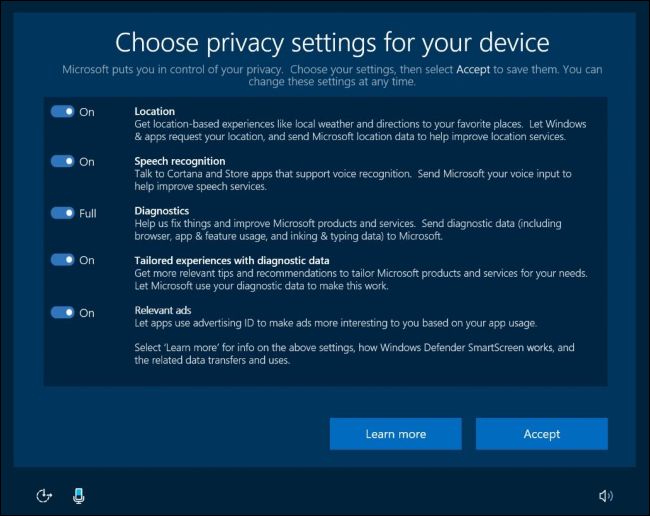 Choose privacy settings for your device
Microsoft puts you in control of your privacy.  Choose your settings, then select Accept to save them. You can
change these settings at any time.
On
Location
Get location-based experiences like local weather and directions to your favorite places.  Let Windows
& apps request your location, and send Microsoft location data to help improve location services.
On
Speech recognition
Talk to Cortana and Store apps that support voice recognition.  Send Microsoft your voice input to
help improve speech services.
Full
Diagnostics
Help us fix things and improve Microsoft products and services.  Send diagnostic data (including
browser, app & feature usage, and inking & typing data) to Microsoft.
On
Tailored experiences with diagnostic data
Get more relevant tips and recommendations to tailor Microsoft products and services for your needs.
Let Microsoft use your diagnostic data to make this work.
On
Relevant ads
Let apps use advertising ID to make ads more interesting to you based on your app usage.
Select ‘Learn more’ for info on the above settings, how Windows Defender SmartScreen works, and
the related data transfers and uses.
Learn more
Accept